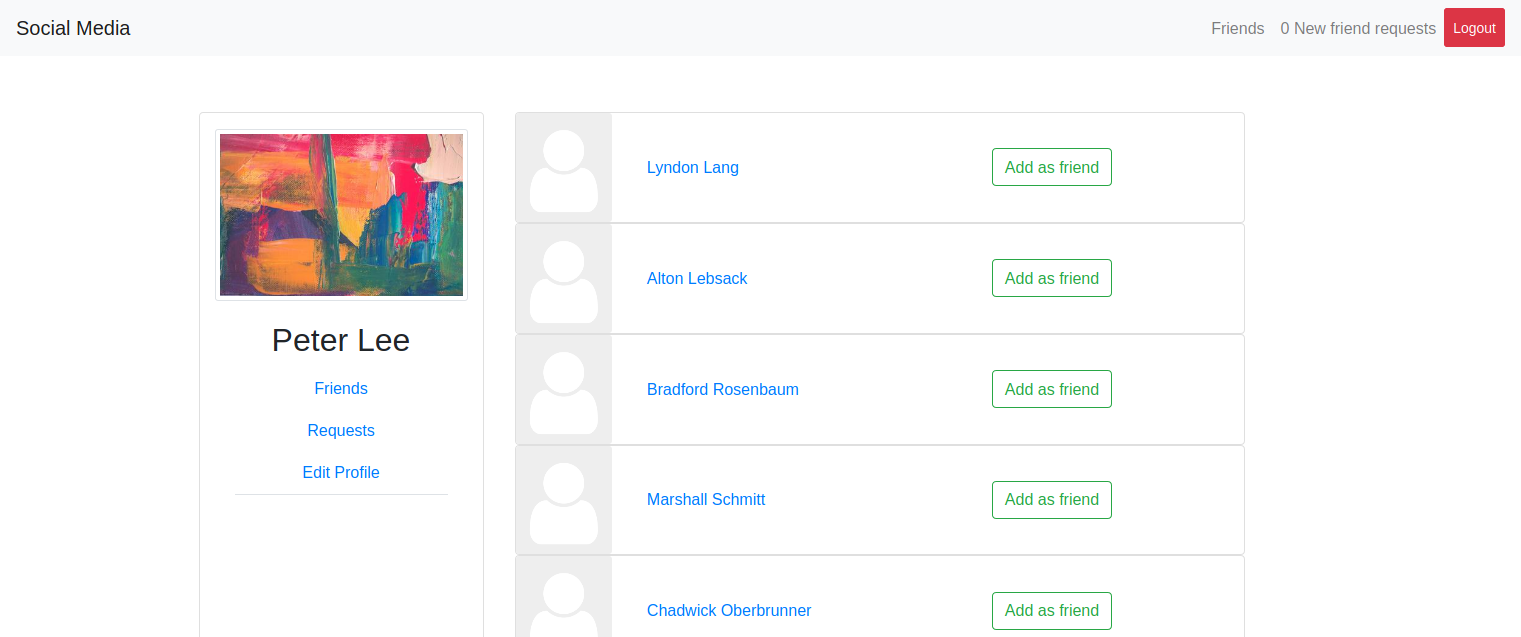 Social Media
Friends
0 New friend requests
Logout
Peter Lee
Friends
Requests
Edit Profile
Lyndon Lang
Add as friend
Alton Lebsack
Add as friend
Bradford Rosenbaum
Add as friend
Marshall Schmitt
Add as friend
Chadwick Oberbrunner
Add as friend